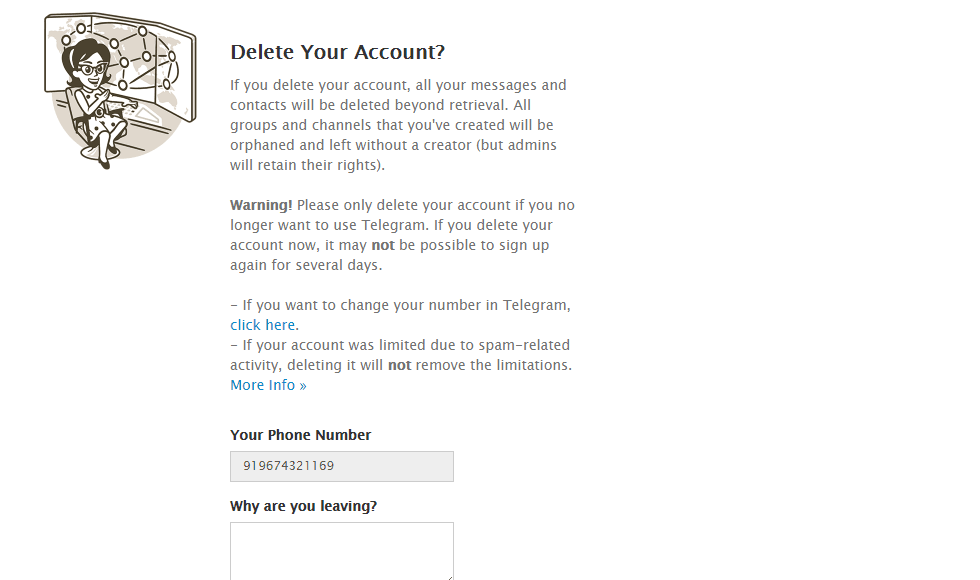 Delete Your Account?
If you delete your account, all your messages and
contacts will be deleted beyond retrieval. All
groups and channels that you've created will be
orphaned and left without a creator (but admins
will retain their rights).
Warning! Please only delete your account if you no
longer want to use Telegram. If you delete your
account now, it may not be possible to sign up
again for several days.
- If you want to change your number in Telegram,
click here.
- If your account was limited due to spam-related
activity, deleting it will not remove the limitations.
More Info »
Your Phone Number
919674321169
Why are you leaving?